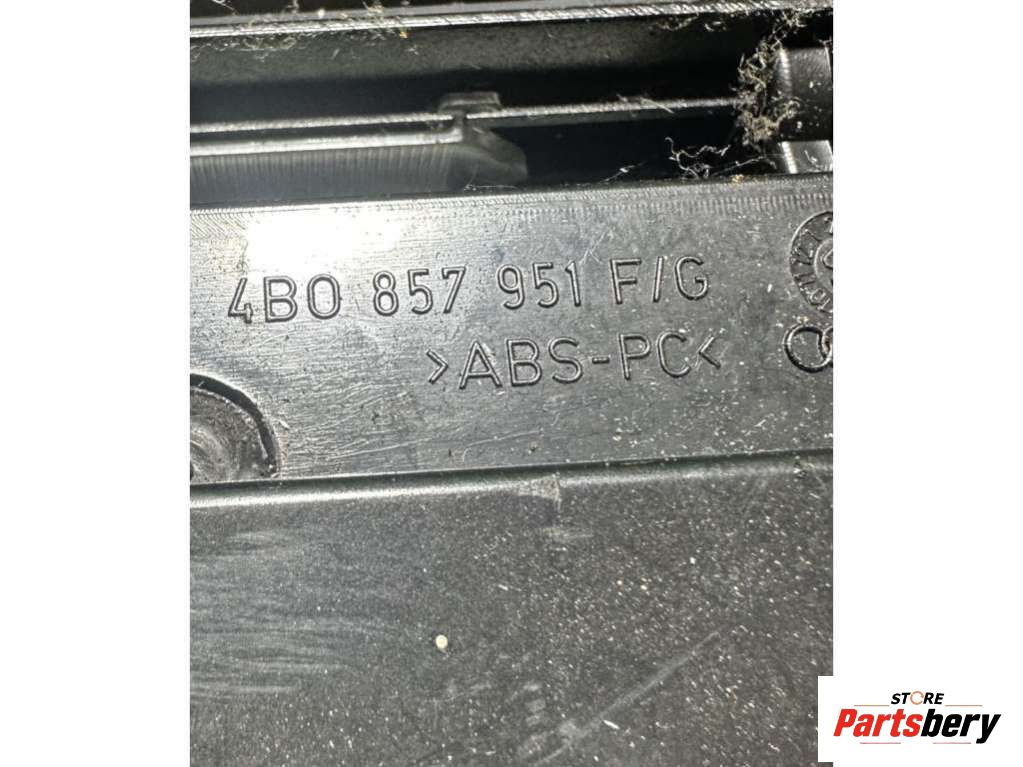 4B0 857 951 F/G
>ABS-PC<
STORE
Partsbery